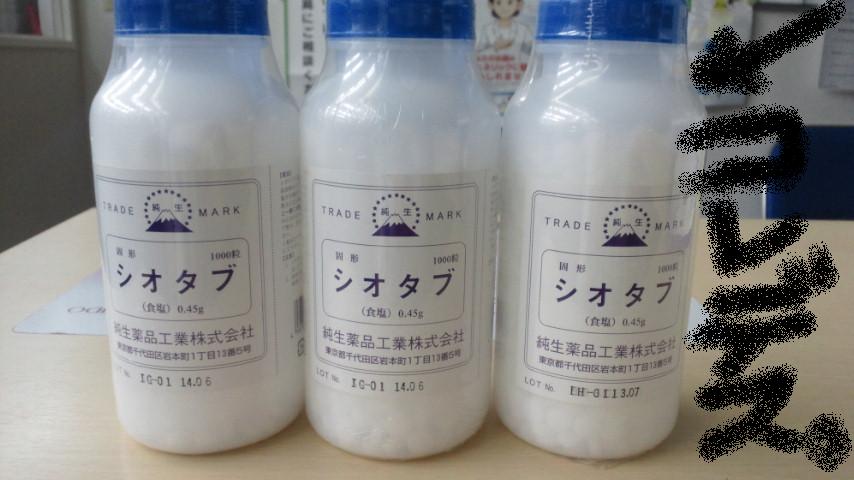 TRADE 純生 MARK
固形 1000粒
シオタブ
(食塩) 0.45g
純生薬品工業株式会社
東京都千代田区岩本町1丁目13番5号
LOT No. IG-01 14.06
TRADE 純生 MARK
固形 1000粒
シオタブ
(食塩) 0.45g
純生薬品工業株式会社
東京都千代田区岩本町1丁目13番5号
LOT No. IG-01 14.06
TRADE 純生 MARK
固形 1000粒
シオタブ
(食塩) 0.45g
純生薬品工業株式会社
東京都千代田区岩本町1丁目13番5号
LOT No.
←コレデス。
にご相談く